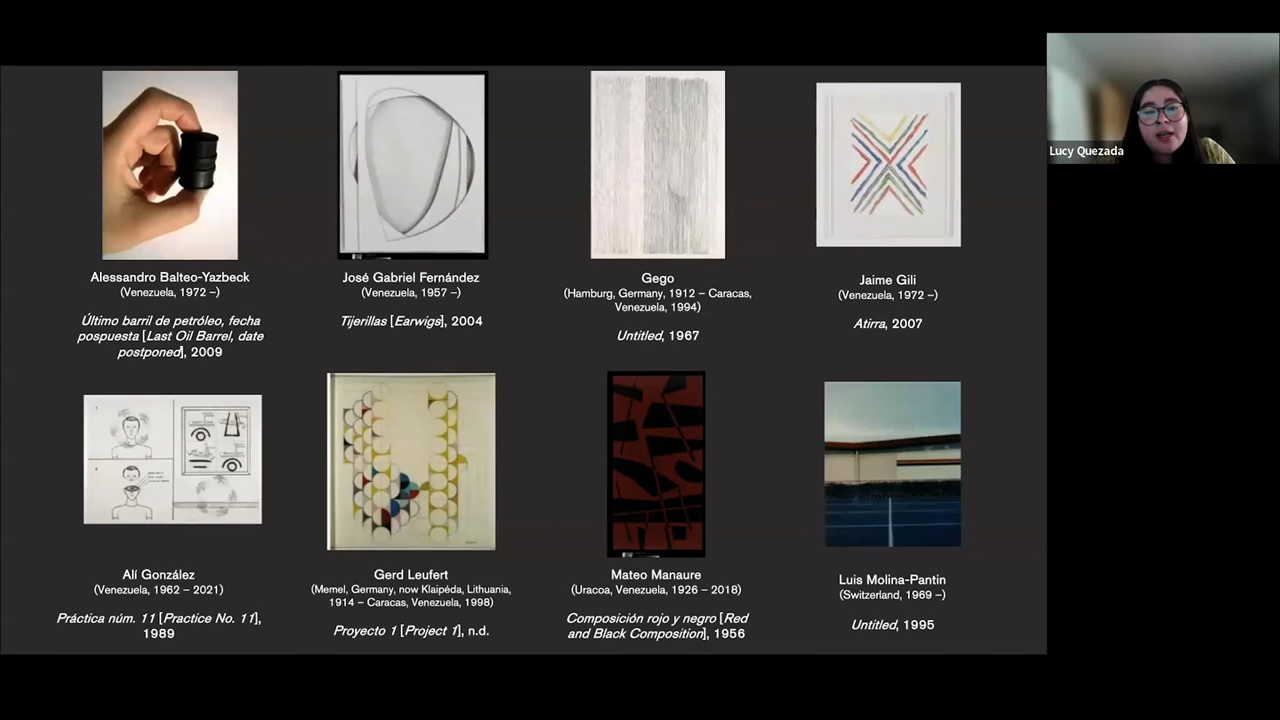 Lucy Quezada
Alessandro Balteo-Yazbeck
(Venezuela, 1972 –)
Último barril de petróleo, fecha
pospuesta [Last Oil Barrel, date
postponed], 2009
José Gabriel Fernández
(Venezuela, 1957 –)
Tijerillas [Earwigs], 2004
Gego
(Hamburg, Germany, 1912 – Caracas,
Venezuela, 1994)
Untitled, 1967
Jaime Gili
(Venezuela, 1972 –)
Atirra, 2007
Alí González
(Venezuela, 1962 – 2021)
Práctica núm. 11 [Practice No. 11],
1989
Gerd Leufert
(Memel, Germany, now Klaipéda, Lithuania,
1914 – Caracas, Venezuela, 1998)
Proyecto 1 [Project 1], n.d.
Mateo Manaure
(Uracoa, Venezuela, 1926 – 2018)
Composición rojo y negro [Red
and Black Composition], 1956
Luis Molina-Pantin
(Switzerland, 1969 –)
Untitled, 1995